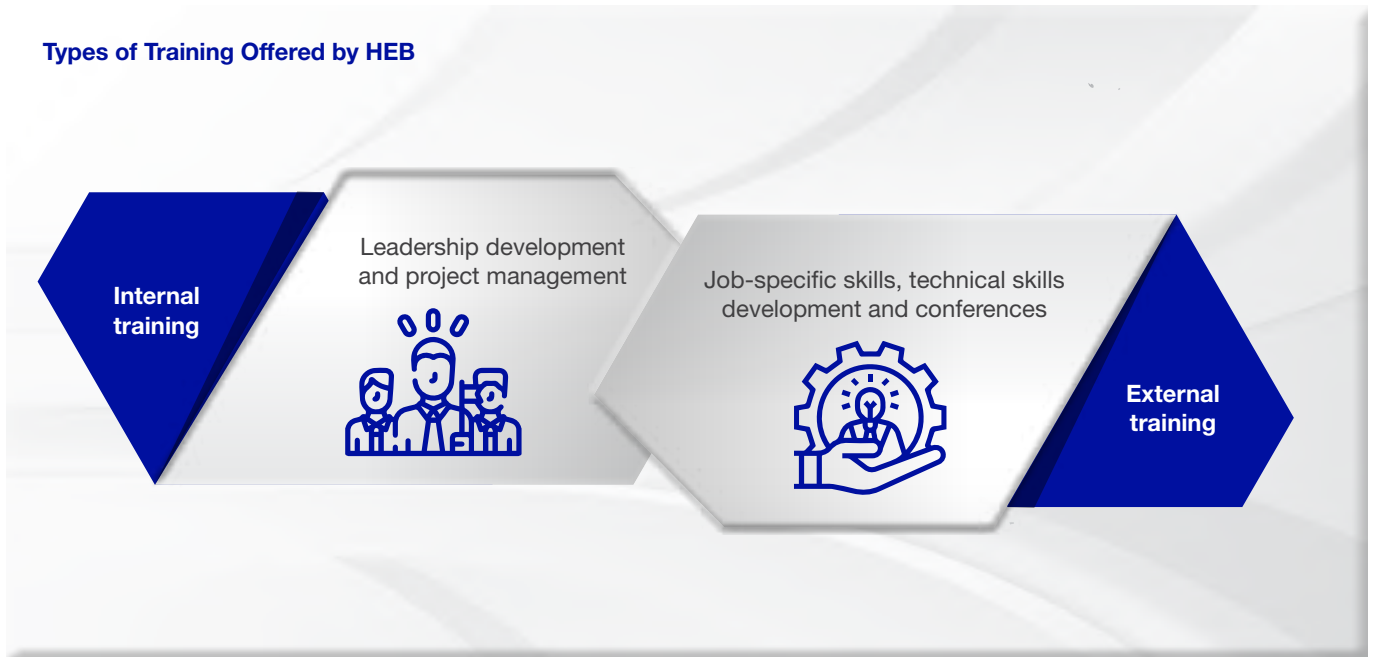 Types of Training Offered by HEB
Internal
training
Leadership development
and project management
Job-specific skills, technical skills
development and conferences
External
training